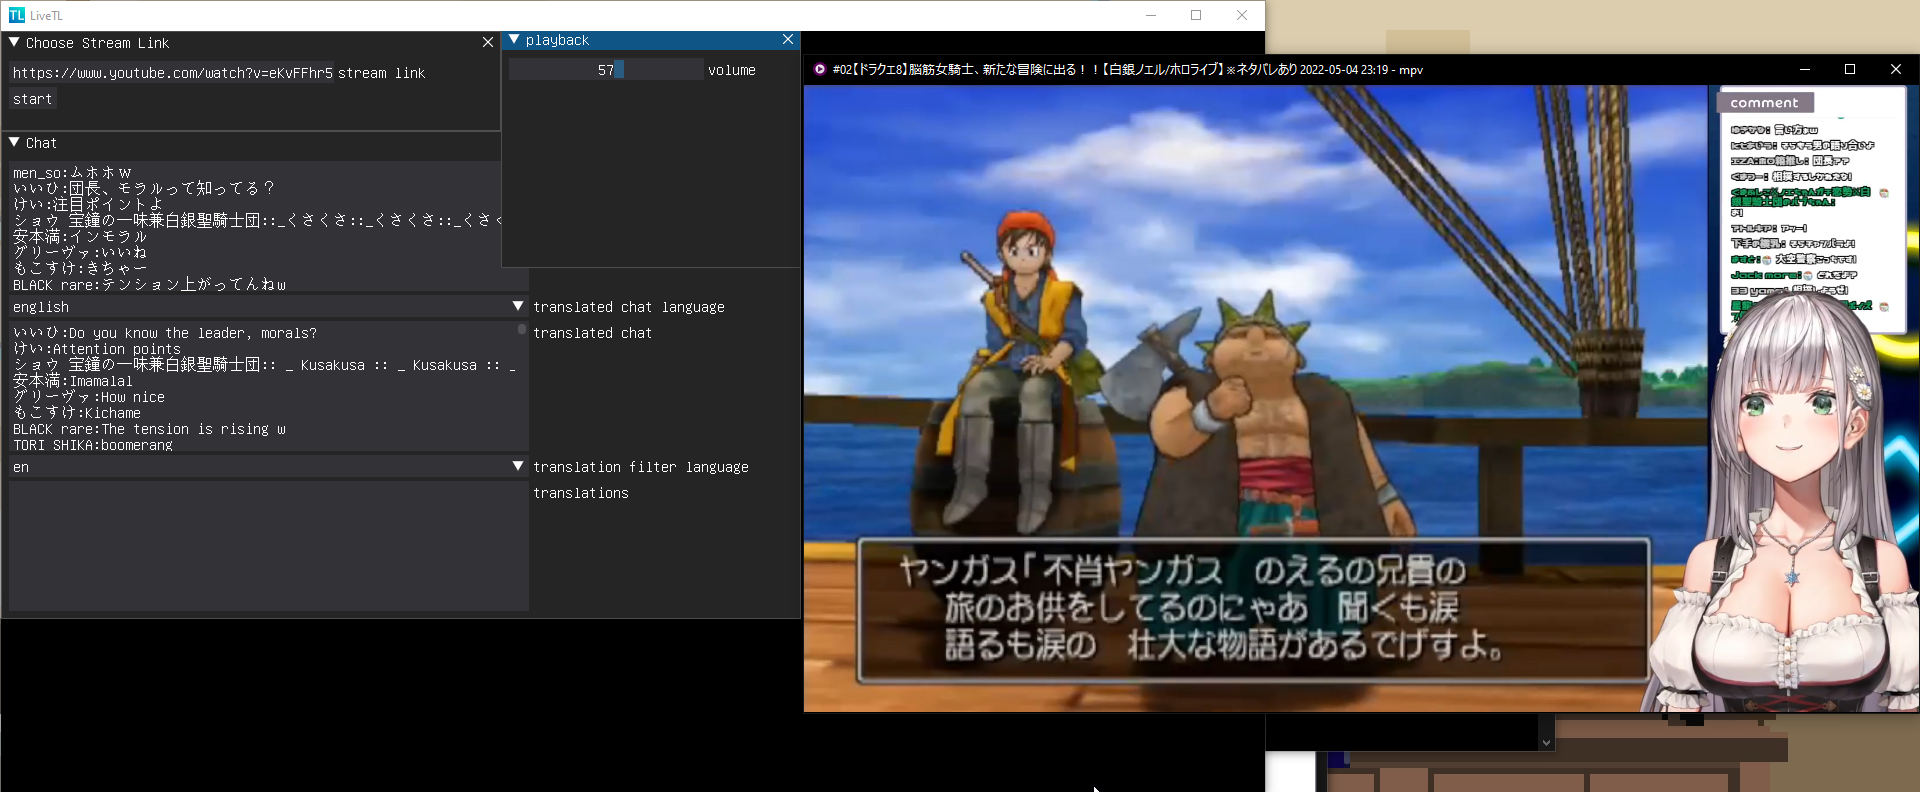 LiveTL
Choose Stream Link
https://www.youtube.com/watch?v=eKvFFhr5 stream link
start
playback
57 volume
Chat
men_so:ムホホｗ
いいひ:団長、モラルって知ってる？
けい:注目ポイントよ
ショウ 宝鐘の一味兼白銀聖騎士団::_くさくさ::_くさくさ::_くさく
安本満:インモラル
グリーヴァ:いいね
もこすけ:きちゃー
BLACK rare:テンション上がってんねw
english translated chat language
いいひ:Do you know the leader, morals? translated chat
けい:Attention points
ショウ 宝鐘の一味兼白銀聖騎士団:: _ Kusakusa :: _ Kusakusa :: _
安本満:Imamalal
グリーヴァ:How nice
もこすけ:Kichame
BLACK rare:The tension is rising w
TORI SHIKA:boomerang
en translation filter language
translations
#02【ドラクエ8】脳筋女騎士、新たな冒険に出る！！【白銀ノエル/ホロライブ】※ネタバレあり 2022-05-04 23:19 - mpv
comment
ヤンガス「不肖ヤンガス　のえるの兄貴の
旅のお供をしてるのにゃあ　聞くも涙
語るも涙の　壮大な物語があるでげすよ。